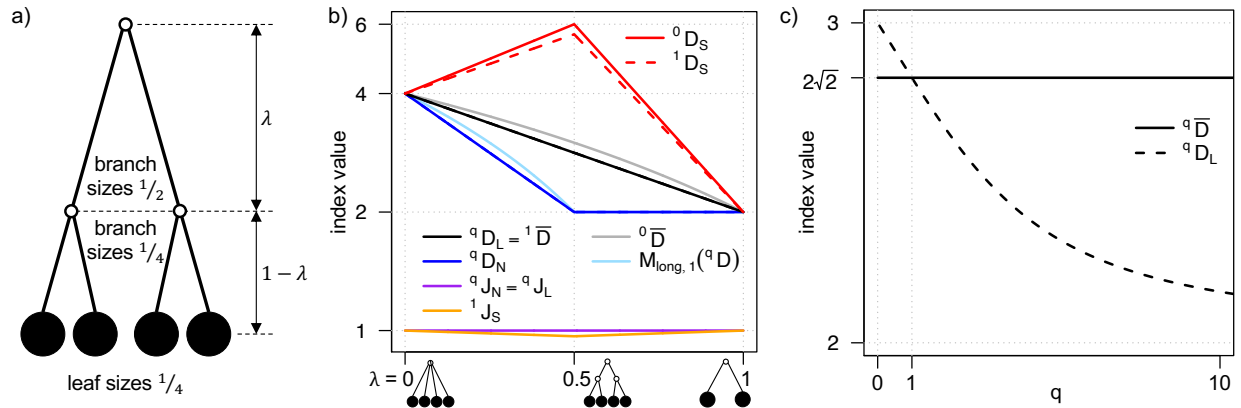 a)
λ
branch
sizes 1/2
branch
sizes 1/4
1 − λ
leaf sizes 1/4
b)
index value
6
4
2
1
⁰D_S
¹D_S
^qD_L = ¹D̅
^qD_N
^qJ_N = ^qJ_L
¹J_S
⁰D̅
M_long, 1(^qD)
λ = 0
0.5
1
c)
index value
3
2√2
2
^qD̅
^qD_L
0
1
10
q